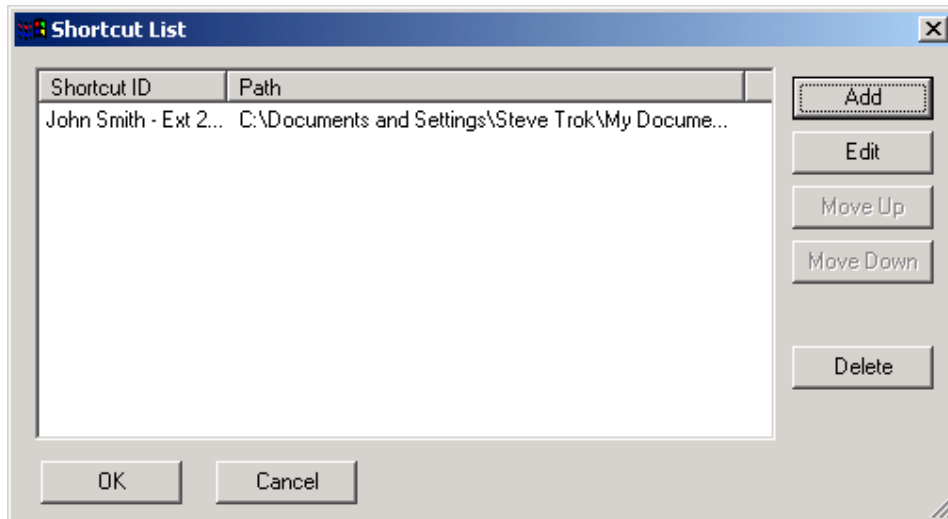 Shortcut List
Shortcut ID Path
John Smith - Ext 2... C:\Documents and Settings\Steve Trok\My Docume...
Add
Edit
Move Up
Move Down
Delete
OK Cancel